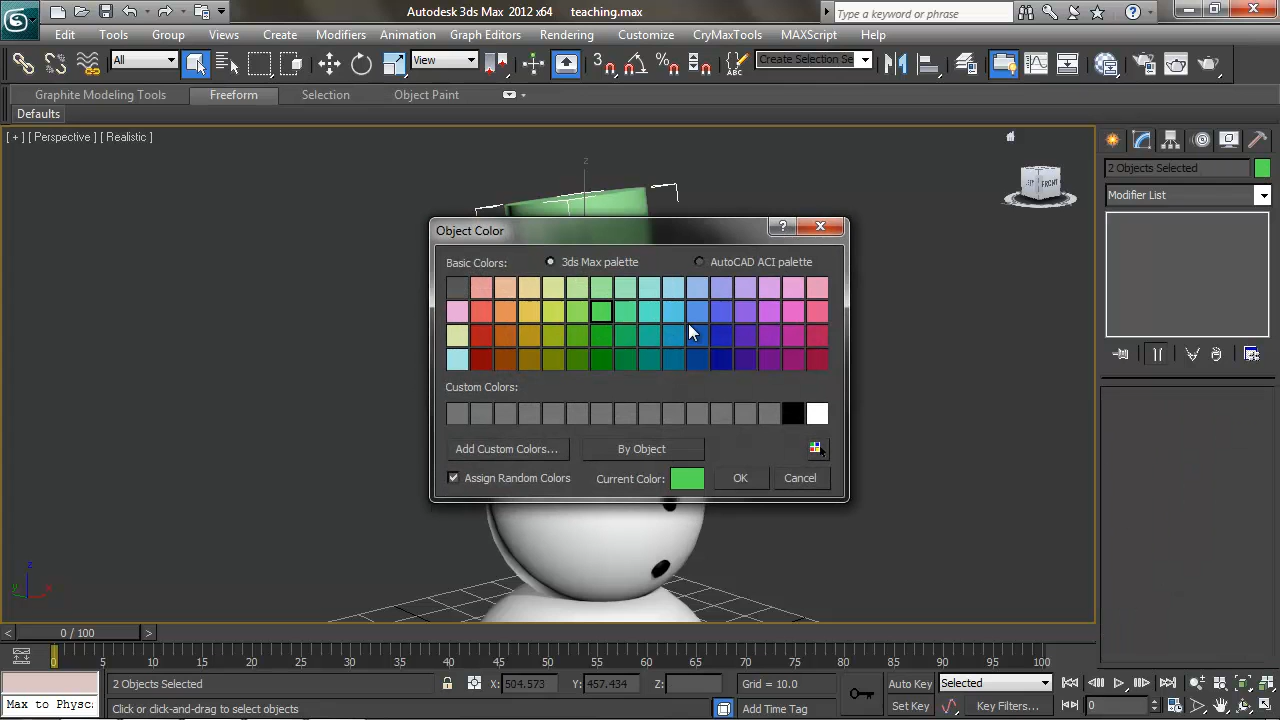 Autodesk 3ds Max 2012 x64 teaching.max
Type a keyword or phrase
Edit Tools Group Views Create Modifiers Animation Graph Editors Rendering Customize CryMaxTools MAXScript Help
All View 3 Create Selection Se
Graphite Modeling Tools Freeform Selection Object Paint
Defaults
[ + ] [ Perspective ] [ Realistic ]
z
FRONT
2 Objects Selected
Modifier List
Object Color
Basic Colors: 3ds Max palette AutoCAD ACI palette
Custom Colors:
Add Custom Colors... By Object
Assign Random Colors Current Color: OK Cancel
z
y x
< 0 / 100 >
0 5 10 15 20 25 30 35 40 45 50 55 60 65 70 75 80 85 90 95 100
2 Objects Selected X: 504.573 Y: 457.434 Z: Grid = 10.0 Auto Key Selected
Max to Physc: Click or click-and-drag to select objects Add Time Tag Set Key Key Filters... 0